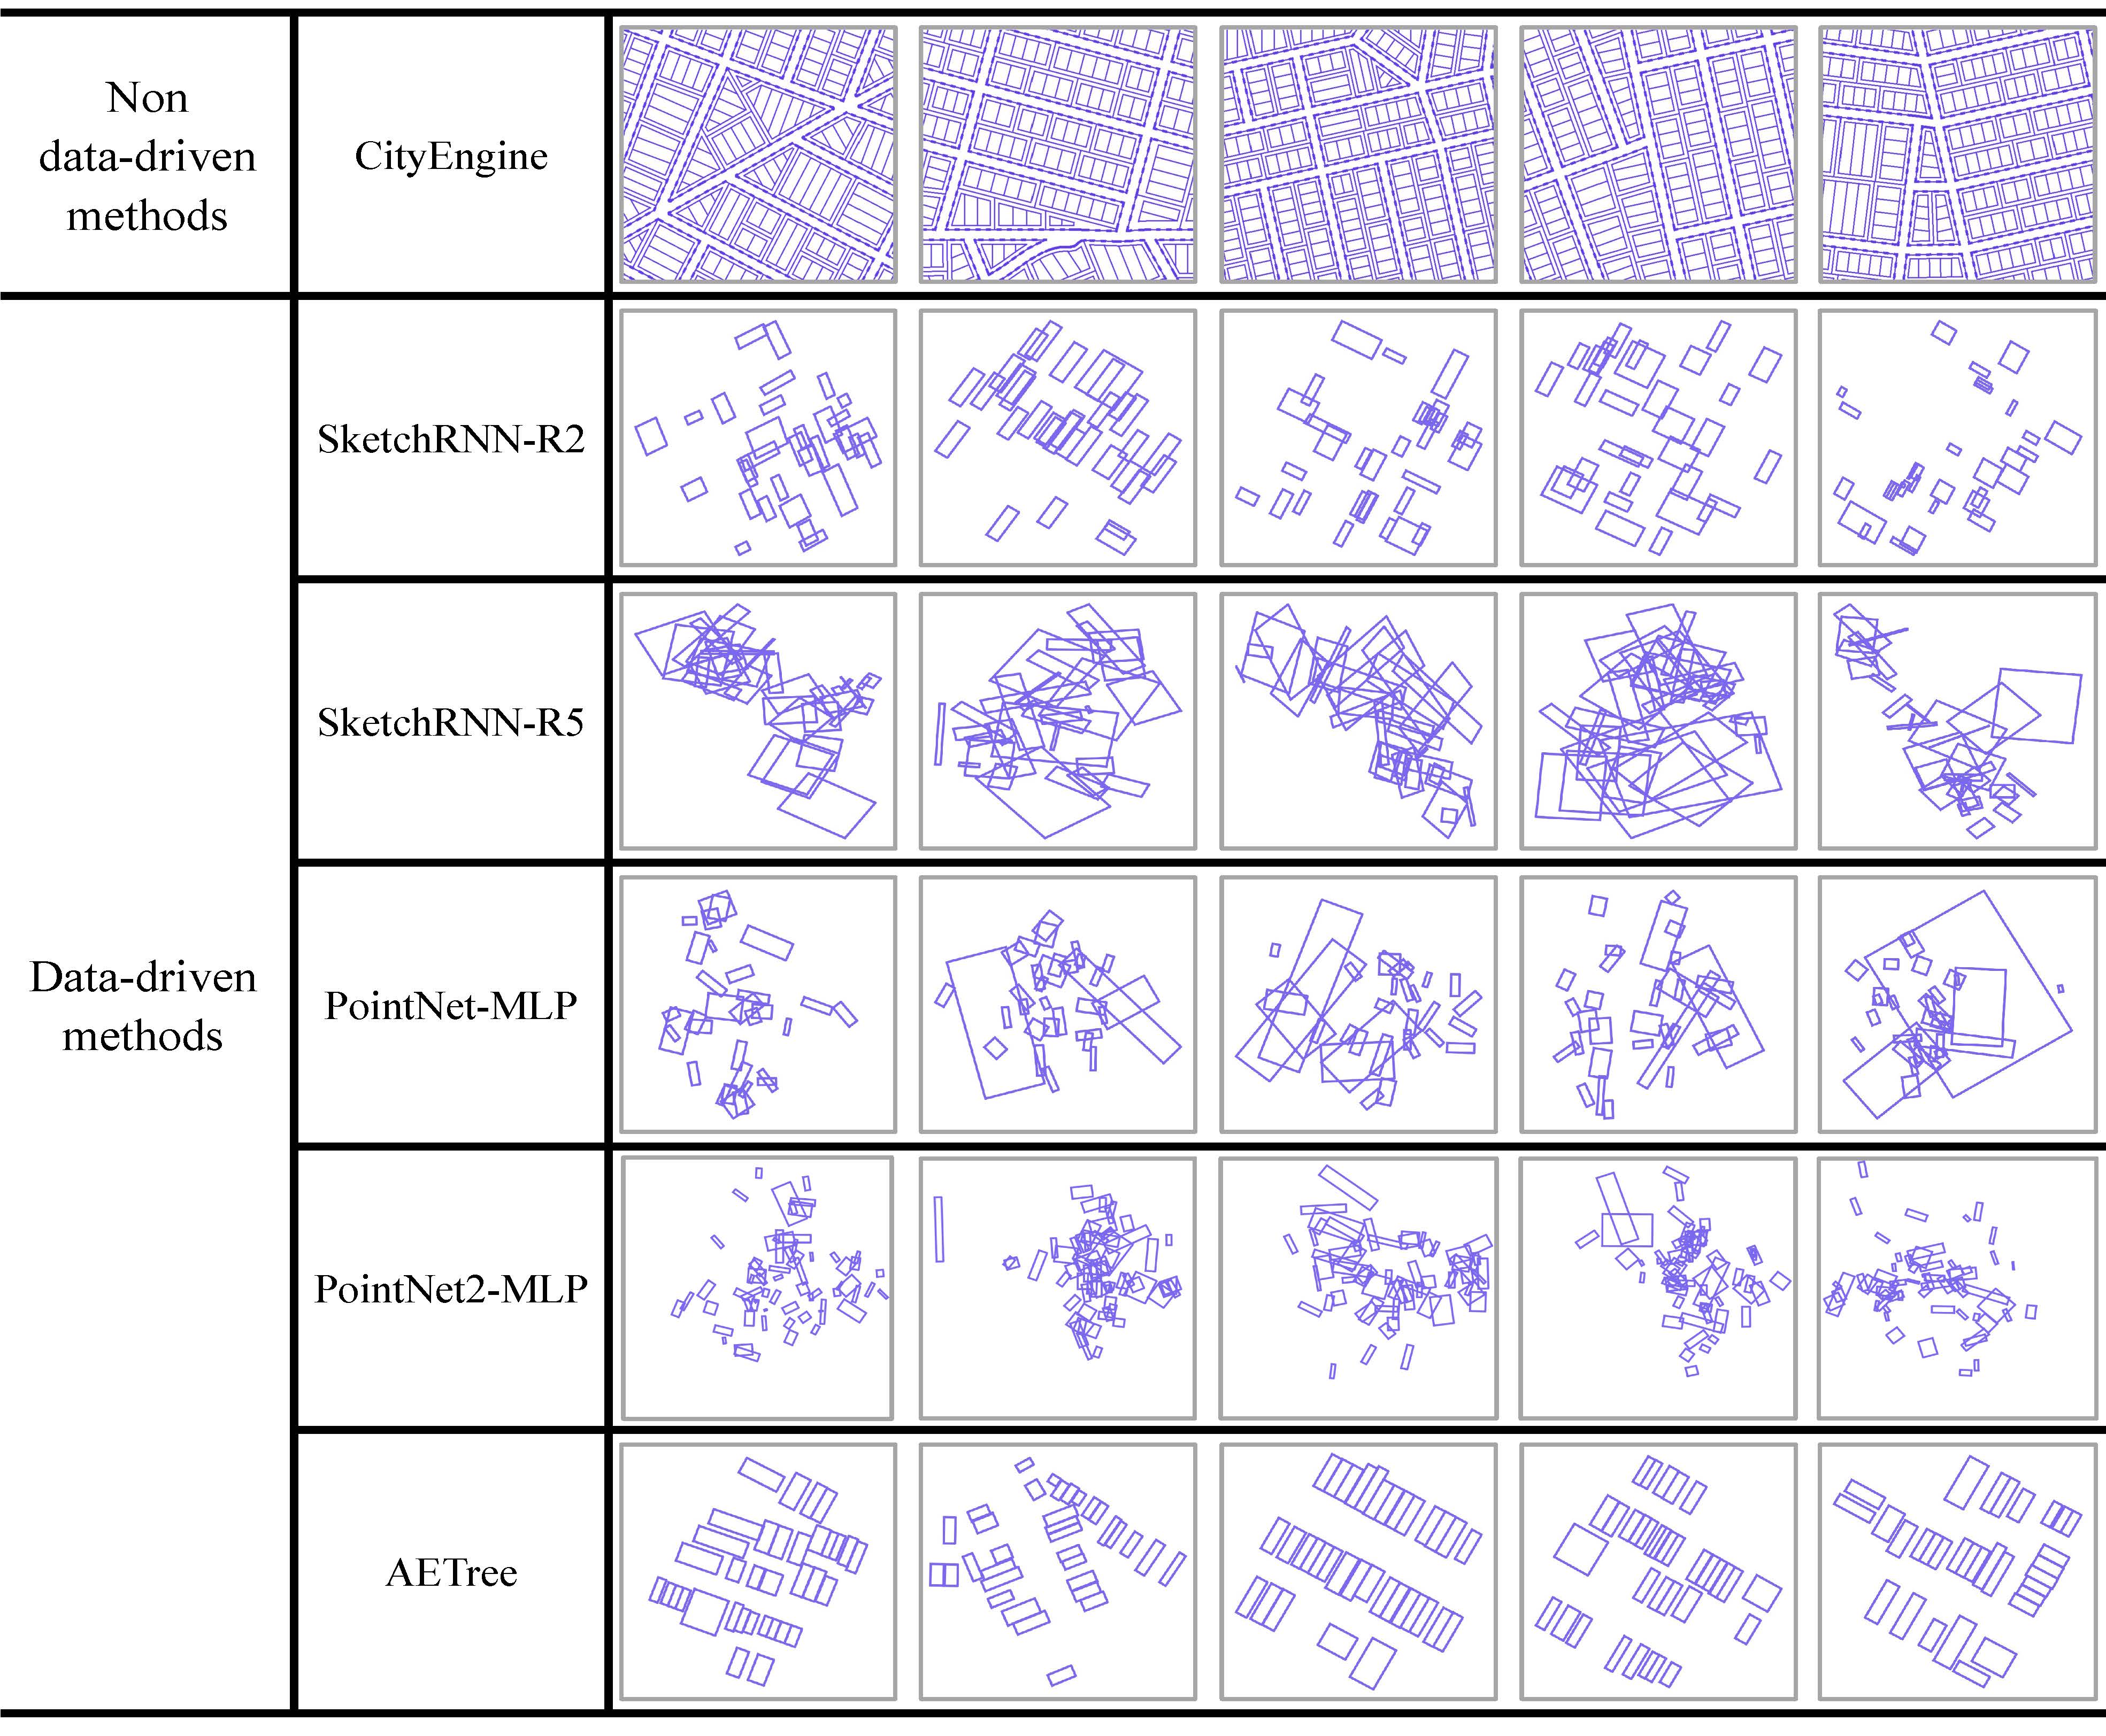 Non
data-driven
methods
CityEngine
SketchRNN-R2
SketchRNN-R5
Data-driven
methods
PointNet-MLP
PointNet2-MLP
AETree